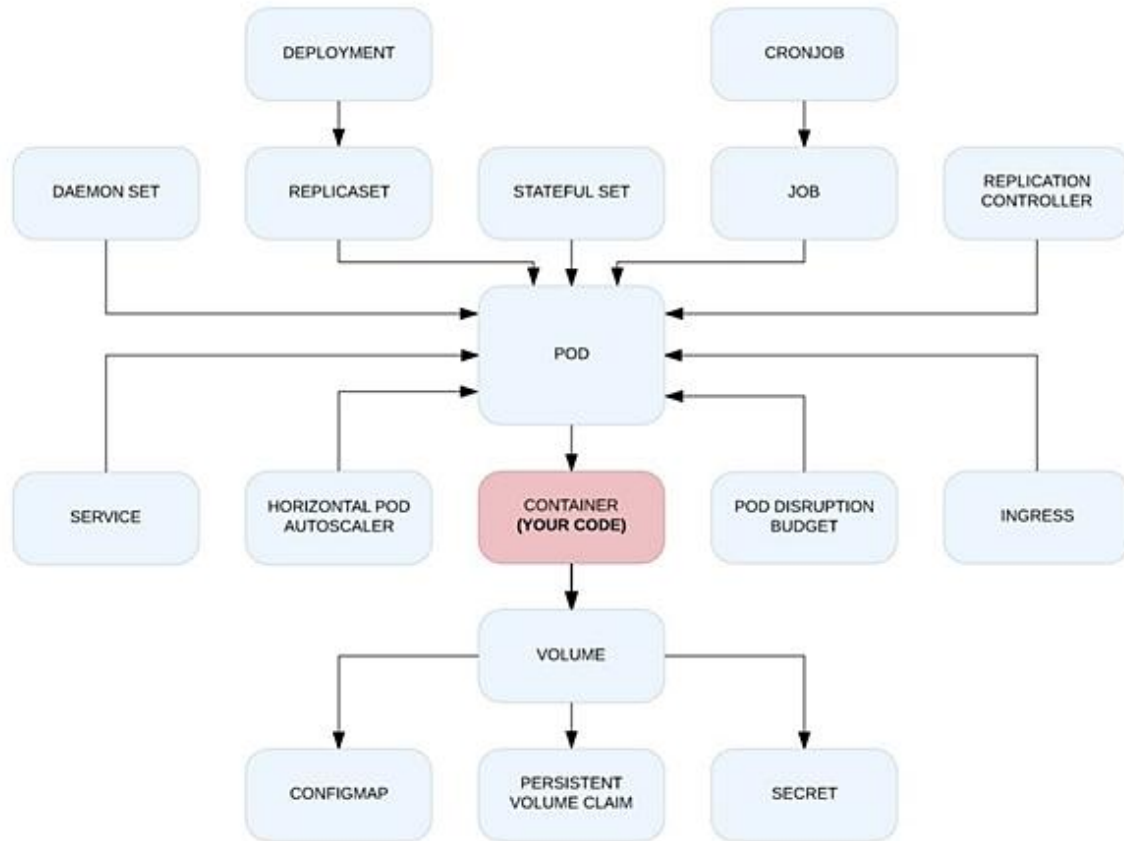 DEPLOYMENT
CRONJOB
DAEMON SET
REPLICASET
STATEFUL SET
JOB
REPLICATION
CONTROLLER
POD
SERVICE
HORIZONTAL POD
AUTOSCALER
CONTAINER
(YOUR CODE)
POD DISRUPTION
BUDGET
INGRESS
VOLUME
CONFIGMAP
PERSISTENT
VOLUME CLAIM
SECRET